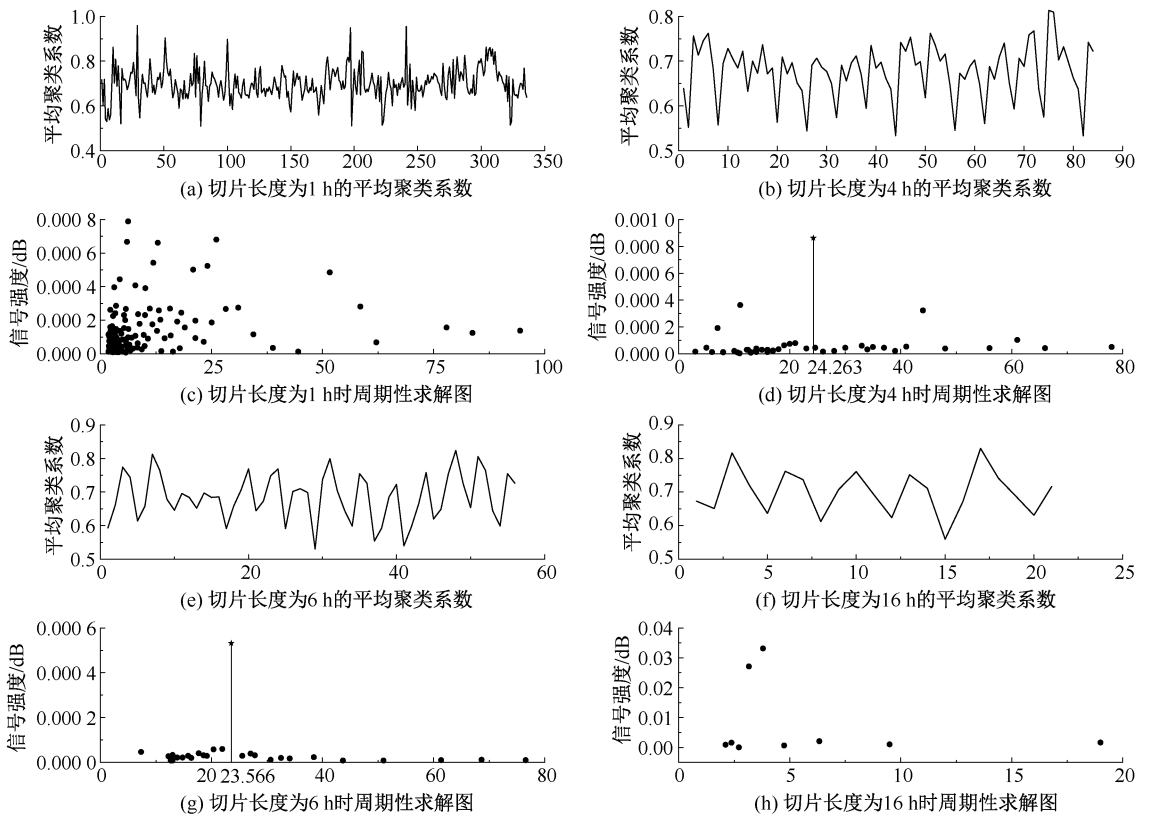 平均聚类系数
1.0
0.8
0.6
0.4
0 50 100 150 200 250 300 350
(a) 切片长度为1 h的平均聚类系数
平均聚类系数
0.8
0.7
0.6
0.5
0 10 20 30 40 50 60 70 80 90
(b) 切片长度为4 h的平均聚类系数
信号强度/dB
0.000 8
0.000 6
0.000 4
0.000 2
0.000 0
0 25 50 75 100
(c) 切片长度为1 h时周期性求解图
信号强度/dB
0.001 0
0.000 8
0.000 6
0.000 4
0.000 2
0.000 0
0 20 24.263 40 60 80
(d) 切片长度为4 h时周期性求解图
平均聚类系数
0.9
0.8
0.7
0.6
0.5
0 20 40 60
(e) 切片长度为6 h的平均聚类系数
平均聚类系数
0.9
0.8
0.7
0.6
0.5
0 5 10 15 20 25
(f) 切片长度为16 h的平均聚类系数
信号强度/dB
0.000 6
0.000 4
0.000 2
0.000 0
0 20 23.566 40 60 80
(g) 切片长度为6 h时周期性求解图
信号强度/dB
0.04
0.03
0.02
0.01
0.00
0 5 10 15 20
(h) 切片长度为16 h时周期性求解图